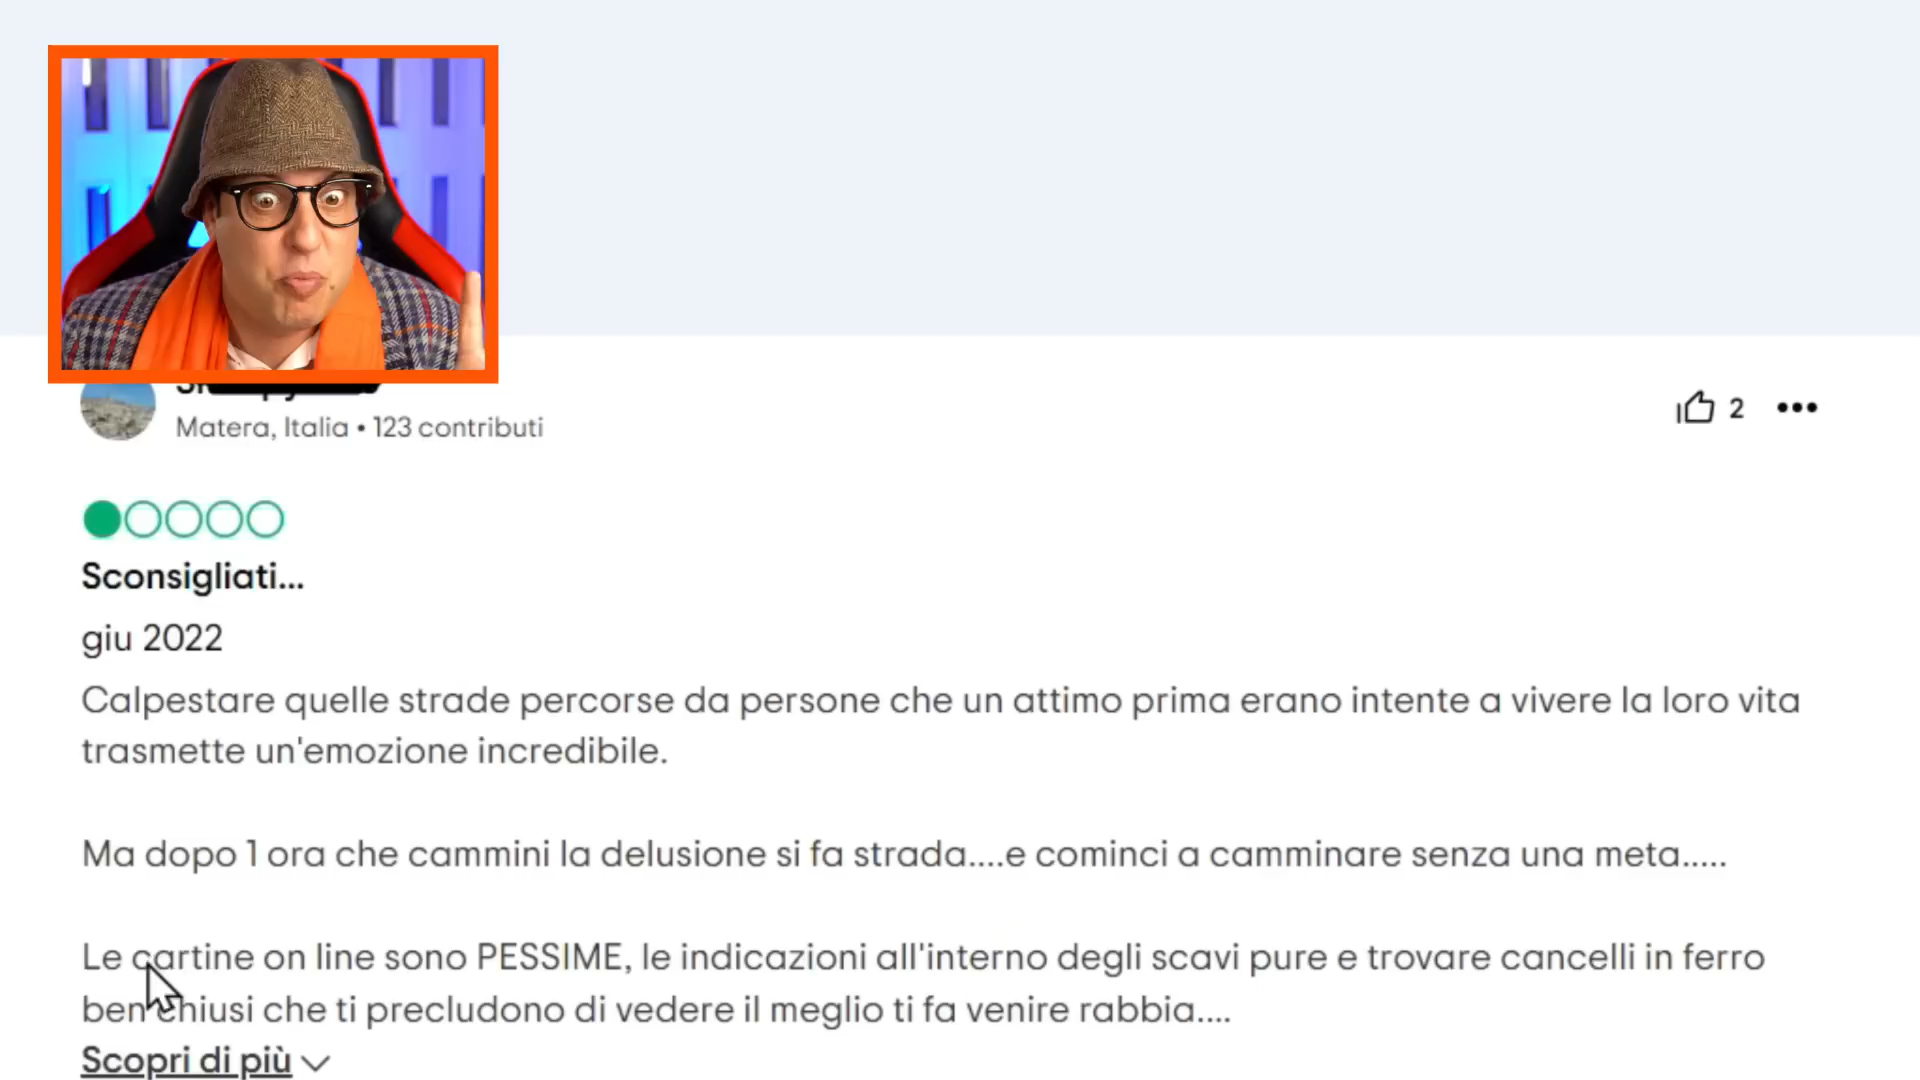 Matera, Italia • 123 contributi
2
Sconsigliati...
giu 2022
Calpestare quelle strade percorse da persone che un attimo prima erano intente a vivere la loro vita
trasmette un'emozione incredibile.
Ma dopo 1 ora che cammini la delusione si fa strada....e cominci a camminare senza una meta.....
Le cartine on line sono PESSIME, le indicazioni all'interno degli scavi pure e trovare cancelli in ferro
ben chiusi che ti precludono di vedere il meglio ti fa venire rabbia....
Scopri di più